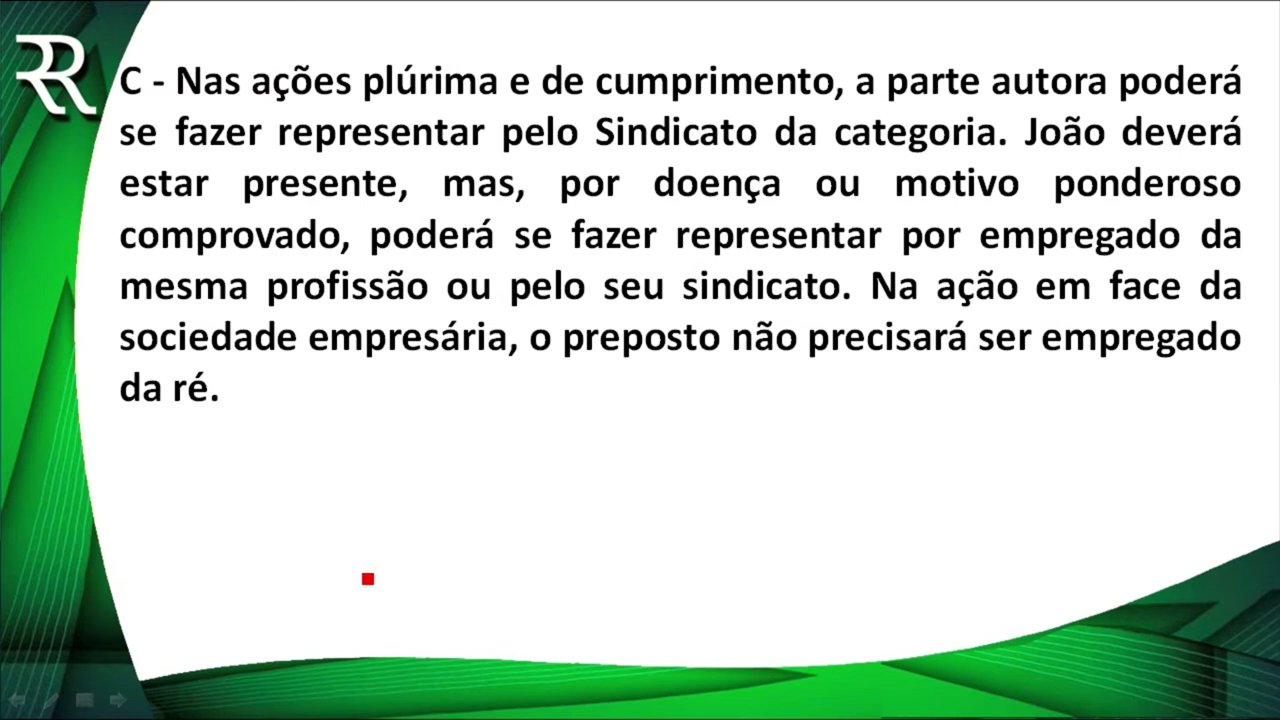 C - Nas ações plúrima e de cumprimento, a parte autora poderá
se fazer representar pelo Sindicato da categoria. João deverá
estar presente, mas, por doença ou motivo ponderoso
comprovado, poderá se fazer representar por empregado da
mesma profissão ou pelo seu sindicato. Na ação em face da
sociedade empresária, o preposto não precisará ser empregado
da ré.